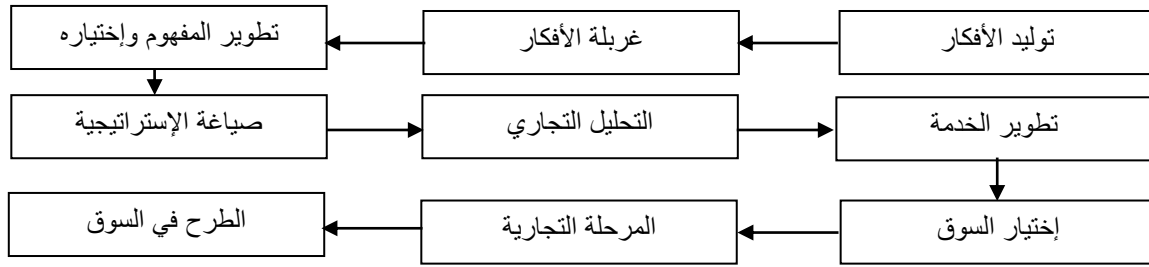 توليد الأفكار
غربلة الأفكار
تطوير المفهوم وإختياره
صياغة الإستراتيجية
التحليل التجاري
تطوير الخدمة
إختيار السوق
المرحلة التجارية
الطرح في السوق